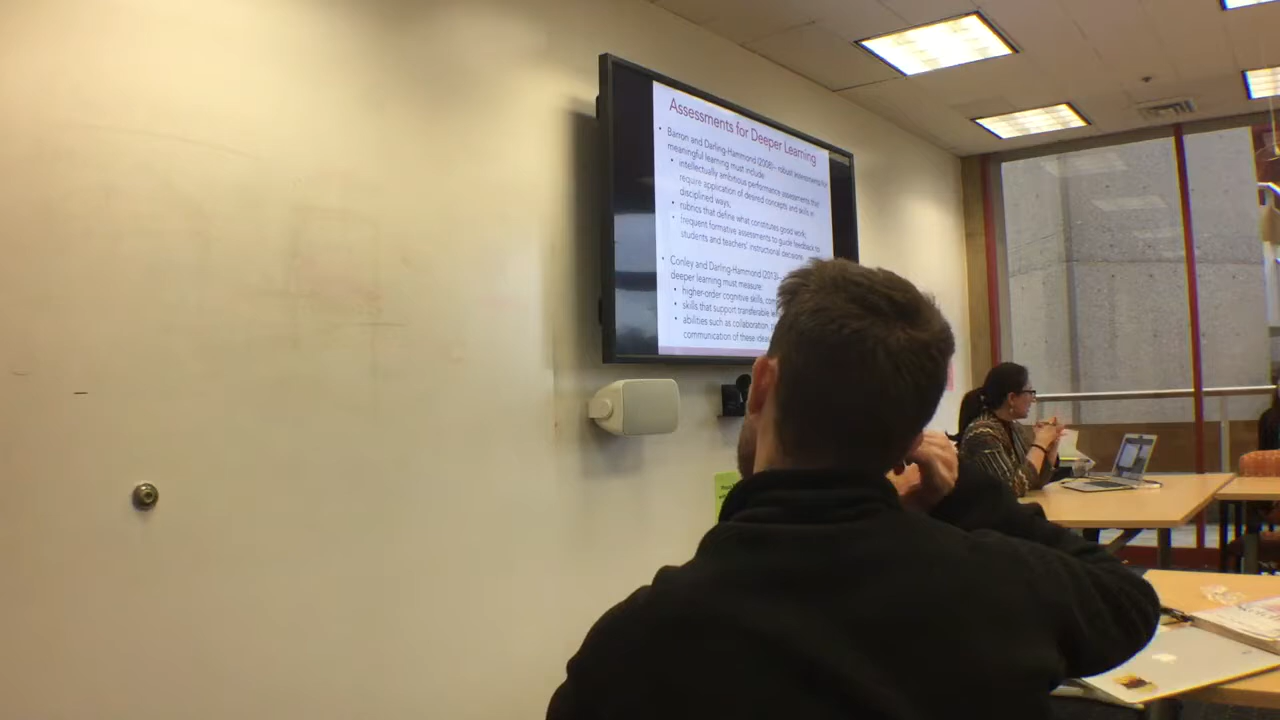 Assessments for Deeper Learning
• Barron and Darling-Hammond (2008)– robust assessments for
meaningful learning must include:
• intellectually ambitious performance assessments that
require application of desired concepts and skills in
disciplined ways;
• rubrics that define what constitutes good work;
• frequent formative assessments to guide feedback to
students and teachers' instructional decisions.
• Conley and Darling-Hammond (2013)–
deeper learning must measure:
• higher-order cognitive skills,
• skills that support transferable
• abilities such as collaboration,
communication of these ideas